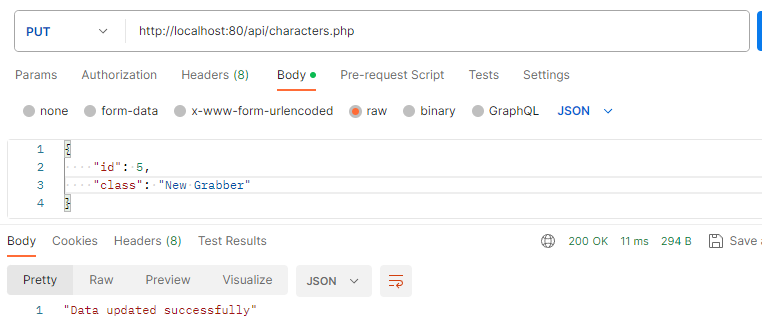 PUT http://localhost:80/api/characters.php
Params Authorization Headers (8) Body Pre-request Script Tests Settings
none form-data x-www-form-urlencoded raw binary GraphQL JSON
1 {
2 "id": 5,
3 "class": "New Grabber"
4 }
Body Cookies Headers (8) Test Results 200 OK 11 ms 294 B Save a
Pretty Raw Preview Visualize JSON
1 "Data updated successfully"